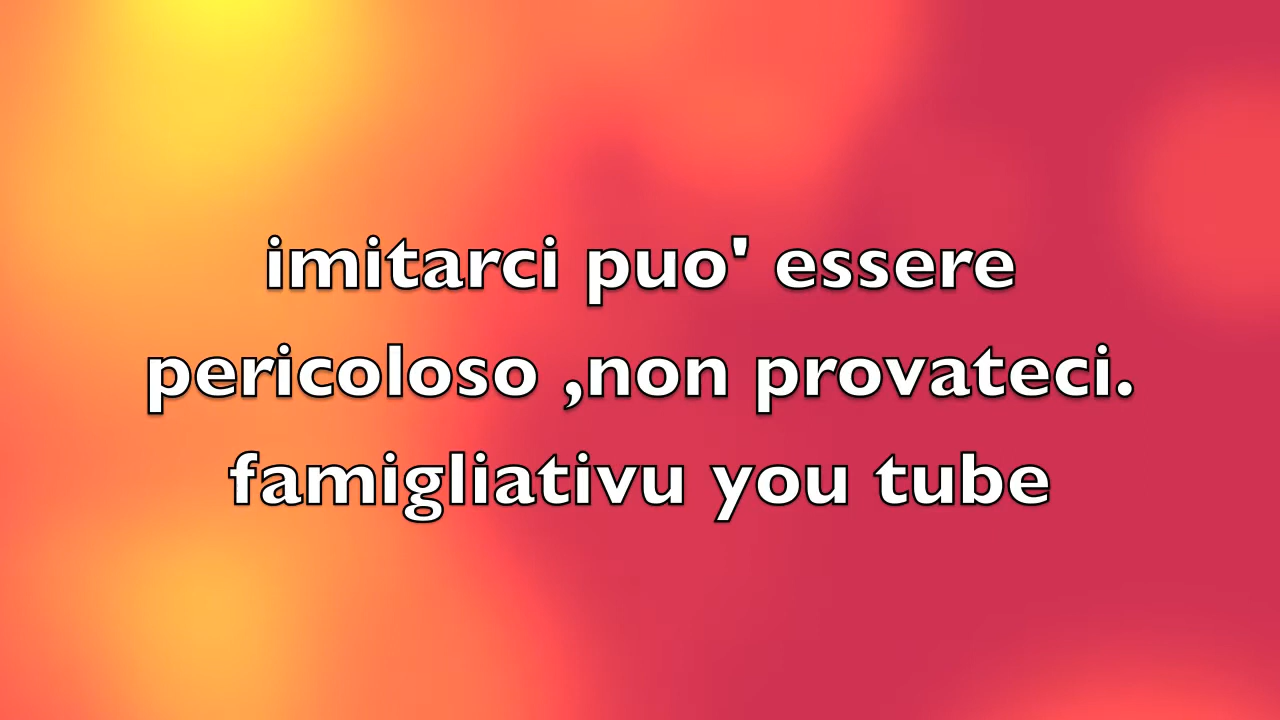 imitarci puo' essere
pericoloso ,non provateci.
famigliativu you tube